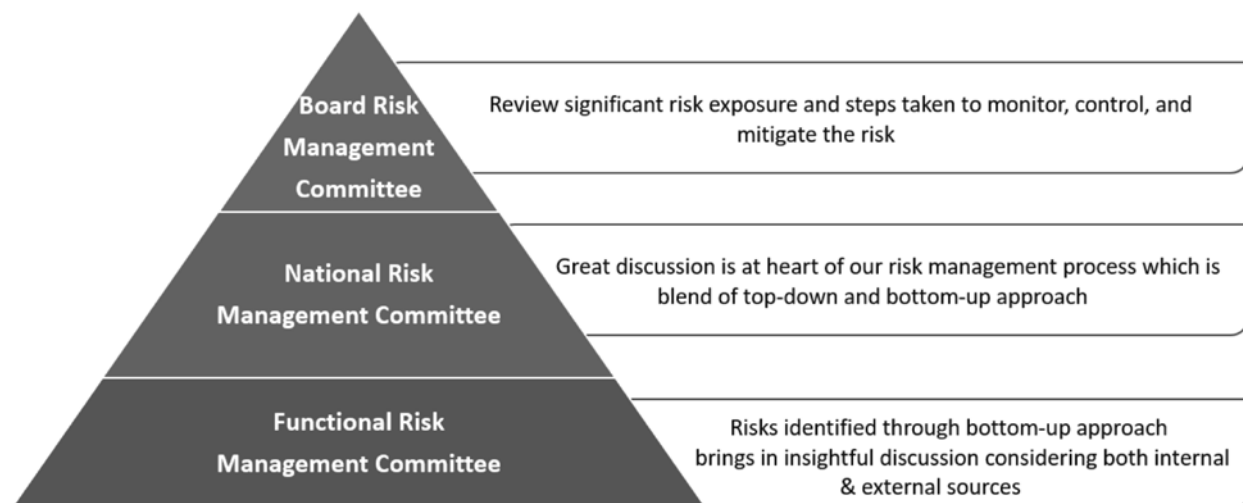 Board Risk
Management
Committee
Review significant risk exposure and steps taken to monitor, control, and
mitigate the risk
National Risk
Management Committee
Great discussion is at heart of our risk management process which is
blend of top-down and bottom-up approach
Functional Risk
Management Committee
Risks identified through bottom-up approach
brings in insightful discussion considering both internal
& external sources